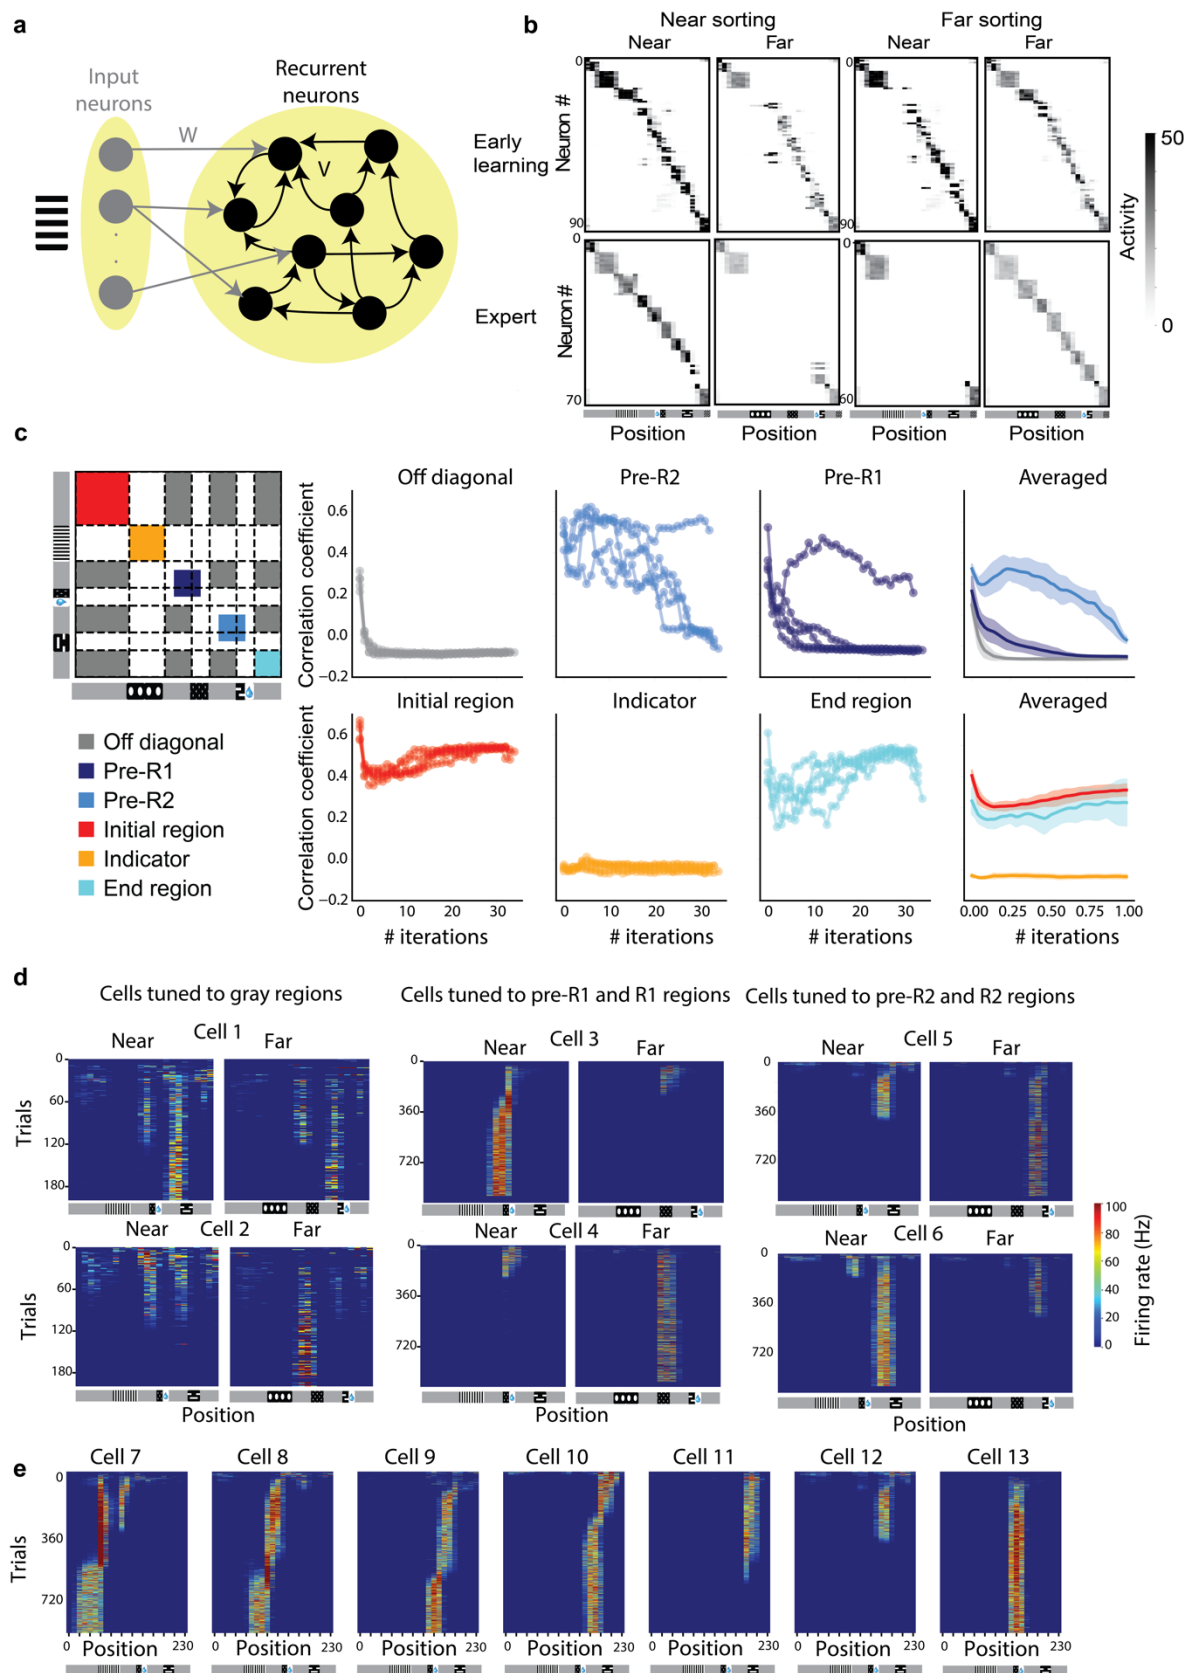 a
Input
neurons
Recurrent
neurons
W
V
b
Near sorting
Far sorting
Near
Far
Near
Far
Early
learning
Expert
Neuron #
0
90
Neuron #
0
70
90
0
60
Position
Position
Position
Position
50
0
Activity
c
Off diagonal
Pre-R1
Pre-R2
Initial region
Indicator
End region
Off diagonal
Pre-R2
Pre-R1
Averaged
Correlation coefficient
0.6
0.4
0.2
0.0
−0.2
Initial region
Indicator
End region
Averaged
Correlation coefficient
0.6
0.4
0.2
0.0
−0.2
0 10 20 30
0 10 20 30
0 10 20 30
0.00 0.25 0.50 0.75 1.00
# iterations
# iterations
# iterations
# iterations
d
Cells tuned to gray regions
Cells tuned to pre-R1 and R1 regions
Cells tuned to pre-R2 and R2 regions
Cell 1
Near
Far
Trials
0
60
120
180
Cell 3
Near
Far
0
360
720
Cell 5
Near
Far
0
360
720
Near
Cell 2
Far
Trials
0
60
120
180
Position
Near
Cell 4
Far
0
360
720
Position
Near
Cell 6
Far
0
360
720
Position
100
80
60
40
20
0
Firing rate (Hz)
e
Cell 7
Cell 8
Cell 9
Cell 10
Cell 11
Cell 12
Cell 13
Trials
0
360
720
0 Position 230
0 Position 230
0 Position 230
0 Position 230
0 Position 230
0 Position 230
0 Position 230